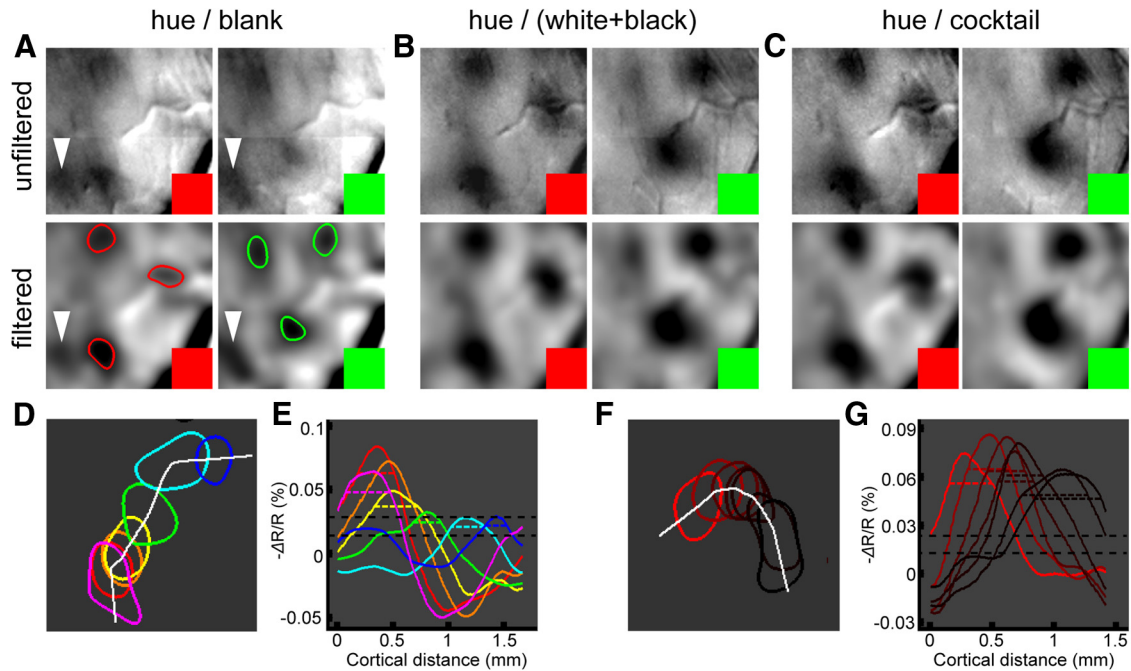 hue / blank
hue / (white+black)
hue / cocktail
A
B
C
unfiltered
filtered
D
E
F
G
-ΔR/R (%)
0.1
0.05
0
-0.05
0
0.5
1.0
1.5
Cortical distance (mm)
-ΔR/R (%)
0.09
0.06
0.03
0
-0.03
0
0.5
1.0
1.5
Cortical distance (mm)